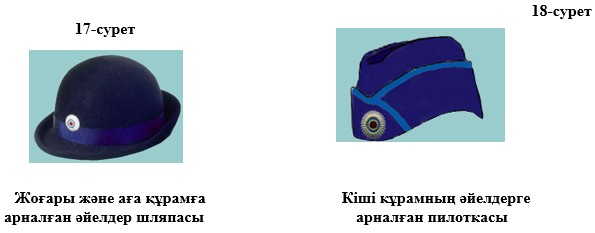 18-сурет
17-сурет
Жоғары және аға құрамға
арналған әйелдер шляпасы
Кіші құрамның әйелдерге
арналған пилоткасы